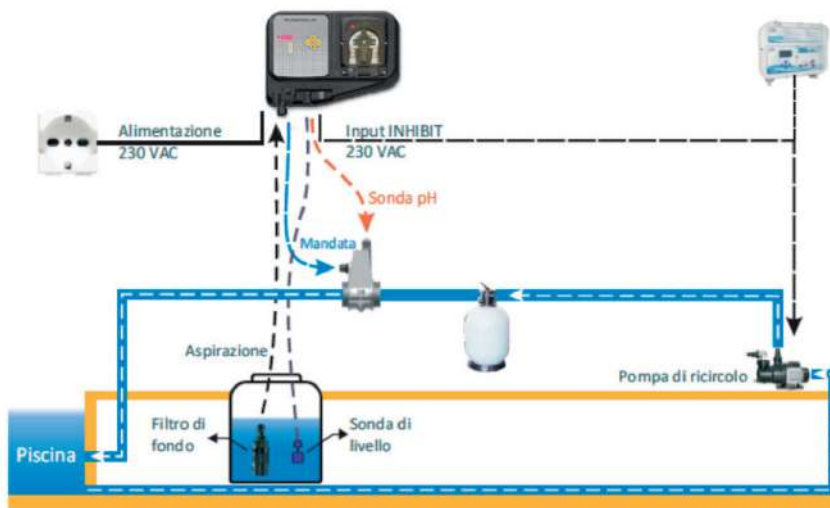 Alimentazione
230 VAC
Input INHIBIT
230 VAC
Sonda pH
Mandata
Aspirazione
Pompa di ricircolo
Filtro di
fondo
Sonda di
livello
Piscina